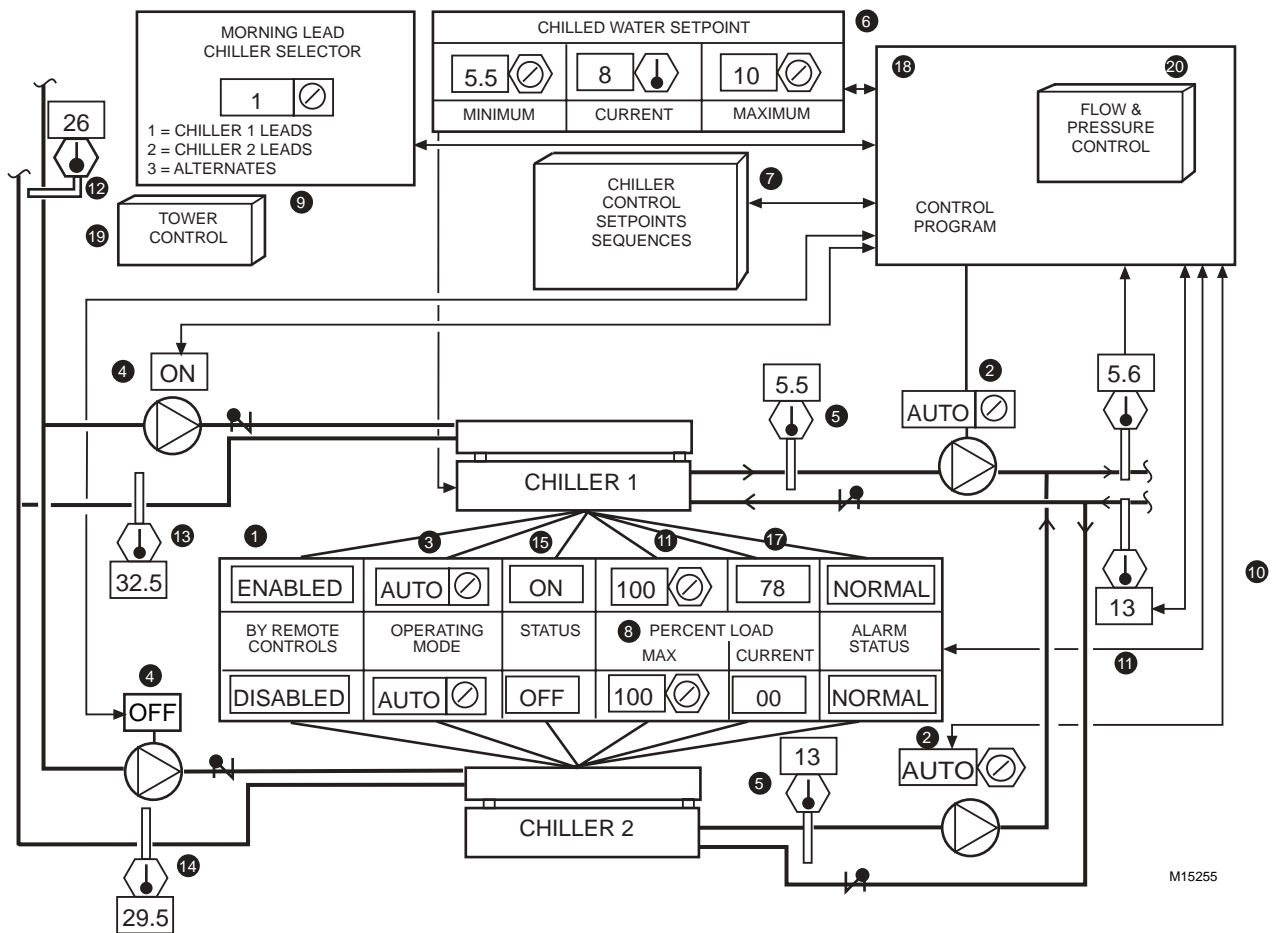 MORNING LEAD
CHILLER SELECTOR
1
1 = CHILLER 1 LEADS
2 = CHILLER 2 LEADS
3 = ALTERNATES
9
CHILLED WATER SETPOINT
6
5.5
8
10
MINIMUM
CURRENT
MAXIMUM
18
20
FLOW &
PRESSURE
CONTROL
CONTROL
PROGRAM
26
12
19
TOWER
CONTROL
7
CHILLER
CONTROL
SETPOINTS
SEQUENCES
4
ON
5.5
5
2
AUTO
5.6
CHILLER 1
13
32.5
13
10
11
1
3
15
11
17
ENABLED
AUTO
ON
100
78
NORMAL
BY REMOTE
CONTROLS
OPERATING
MODE
STATUS
8
PERCENT LOAD
MAX
CURRENT
ALARM
STATUS
DISABLED
AUTO
OFF
100
00
NORMAL
4
OFF
2
AUTO
13
5
CHILLER 2
14
29.5
M15255